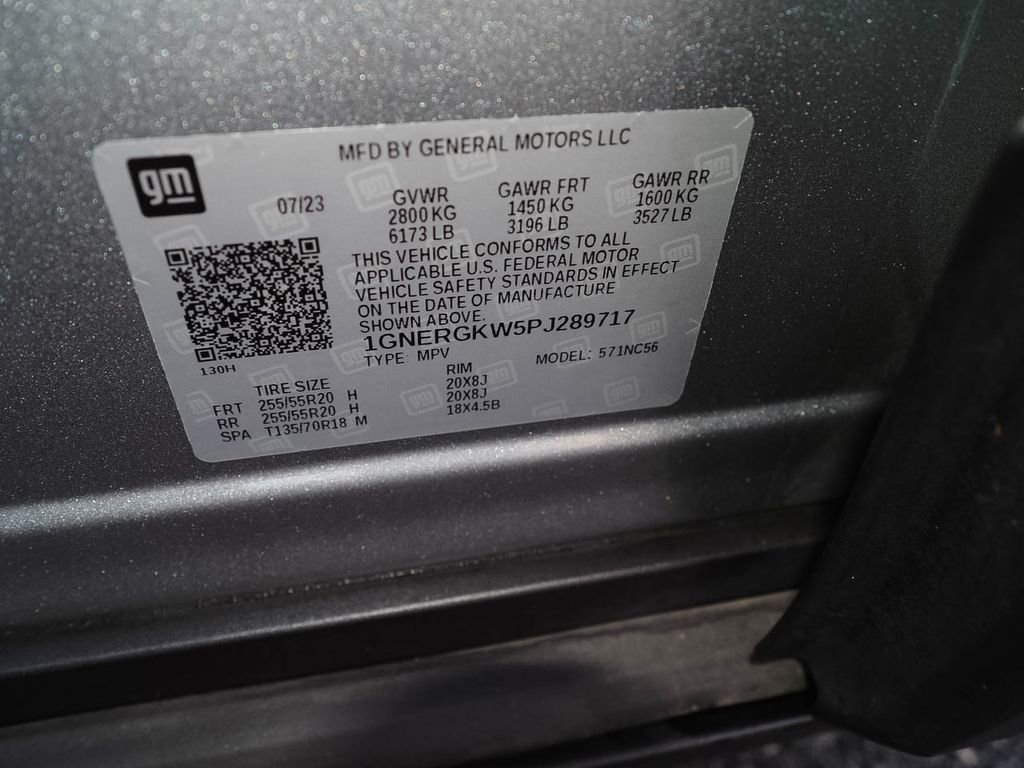 MFD BY GENERAL MOTORS LLC
gm
07/23
GVWR
2800 KG
6173 LB
GAWR FRT
1450 KG
3196 LB
GAWR RR
1600 KG
3527 LB
THIS VEHICLE CONFORMS TO ALL
APPLICABLE U.S. FEDERAL MOTOR
VEHICLE SAFETY STANDARDS IN EFFECT
ON THE DATE OF MANUFACTURE
SHOWN ABOVE.
1GNERGKW5PJ289717
TYPE: MPV
MODEL: 571NC56
130H
TIRE SIZE RIM
FRT 255/55R20 H 20X8J
RR 255/55R20 H 20X8J
SPA T135/70R18 M 18X4.5B